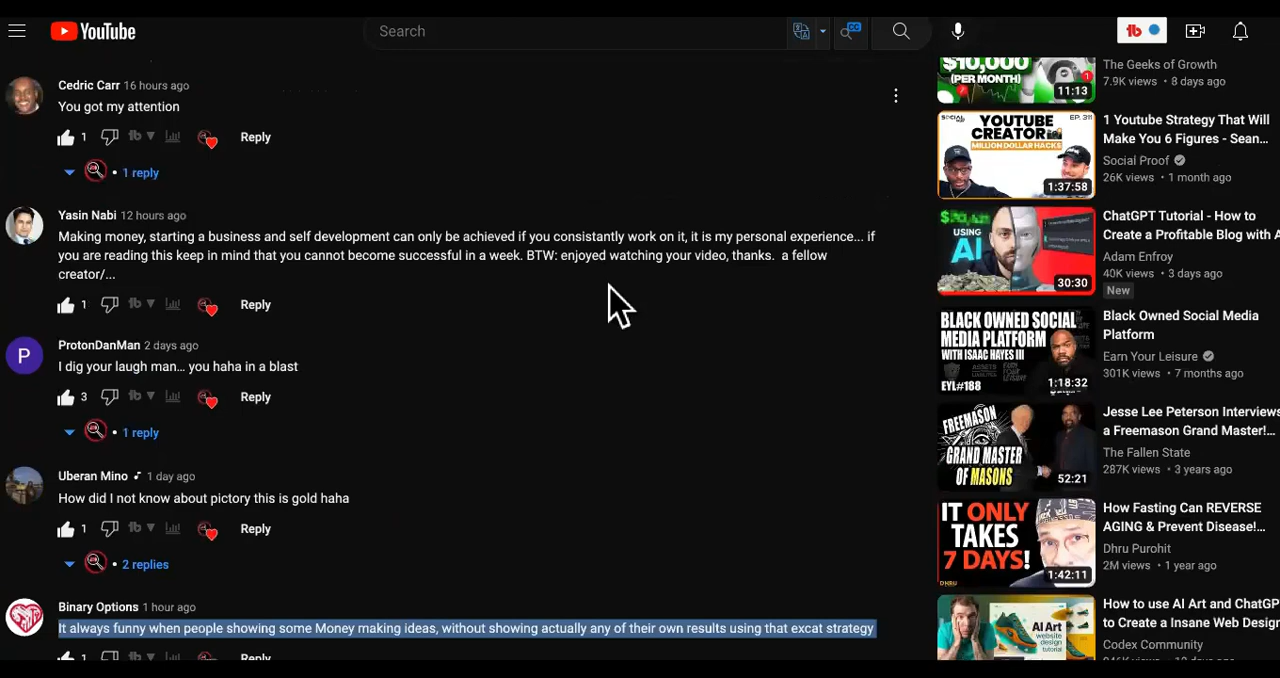 YouTube
Search
Cedric Carr 16 hours ago
You got my attention
1
Reply
1 reply
Yasin Nabi 12 hours ago
Making money, starting a business and self development can only be achieved if you consistantly work on it, it is my personal experience... if
you are reading this keep in mind that you cannot become successful in a week. BTW: enjoyed watching your video, thanks. a fellow
creator/...
1
Reply
ProtonDanMan 2 days ago
P
I dig your laugh man... you haha in a blast
3
Reply
1 reply
Uberan Mino 1 day ago
How did I not know about pictory this is gold haha
1
Reply
2 replies
Binary Options 1 hour ago
It always funny when people showing some Money making ideas, without showing actually any of their own results using that excat strategy
1
Reply
$10,000
(PER MONTH)
11:13
The Geeks of Growth
7.9K views • 8 days ago
SOCIAL
EP. 311
YOUTUBE
CREATOR
MILLION DOLLAR HACKS
1:37:58
1 Youtube Strategy That Will
Make You 6 Figures - Sean...
Social Proof
26K views • 1 month ago
USING
AI
30:30
ChatGPT Tutorial - How to
Create a Profitable Blog with A
Adam Enfroy
40K views • 3 days ago
New
BLACK OWNED SOCIAL
MEDIA PLATFORM
WITH ISAAC HAYES III
EYL#188
1:18:32
Black Owned Social Media
Platform
Earn Your Leisure
301K views • 7 months ago
FREEMASON
GRAND MASTER
OF MASONS
52:21
Jesse Lee Peterson Interviews
a Freemason Grand Master!...
The Fallen State
287K views • 3 years ago
IT ONLY
TAKES
7 DAYS!
1:42:11
How Fasting Can REVERSE
AGING & Prevent Disease!...
Dhru Purohit
2M views • 1 year ago
AI Art
website
design
tutorial
How to use AI Art and ChatGP
to Create a Insane Web Design
Codex Community